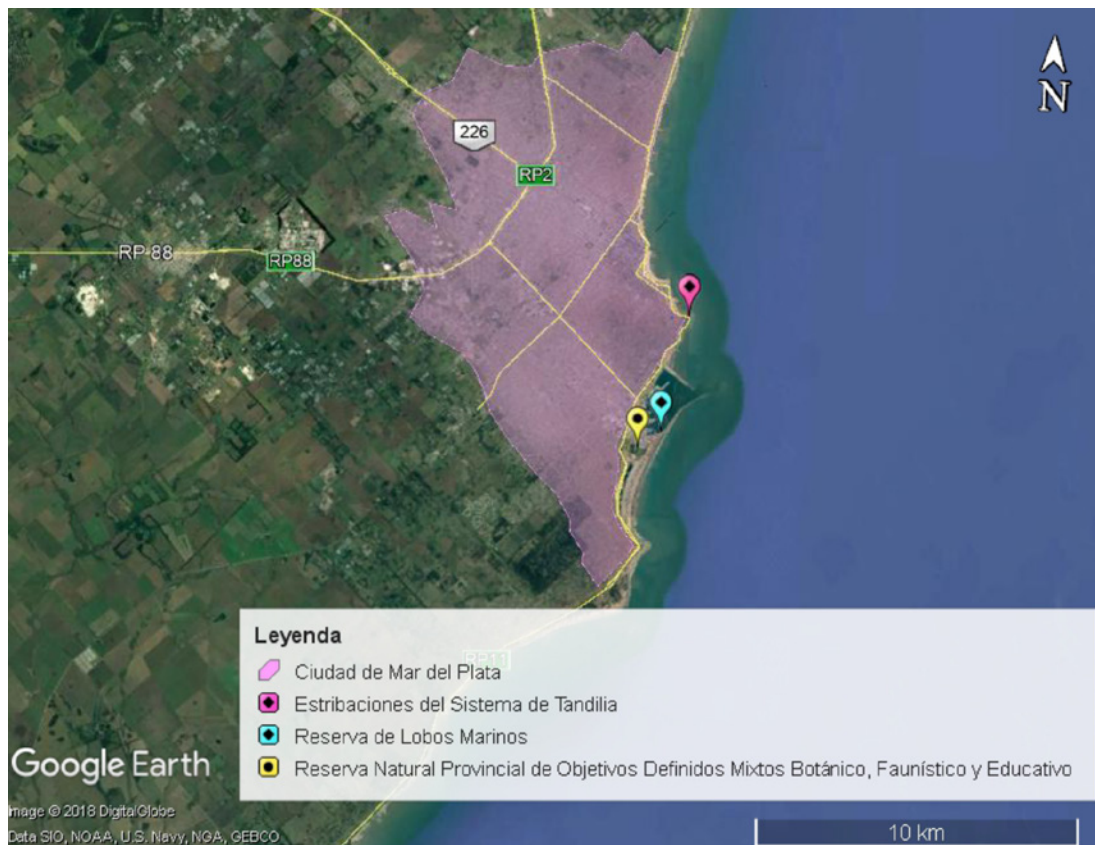 N
226
RP2
RP 88
RP88
RP11
Leyenda
Ciudad de Mar del Plata
Estribaciones del Sistema de Tandilia
Reserva de Lobos Marinos
Reserva Natural Provincial de Objetivos Definidos Mixtos Botánico, Faunístico y Educativo
Google Earth
Image © 2018 DigitalGlobe
Data SIO, NOAA, U.S. Navy, NGA, GEBCO
10 km